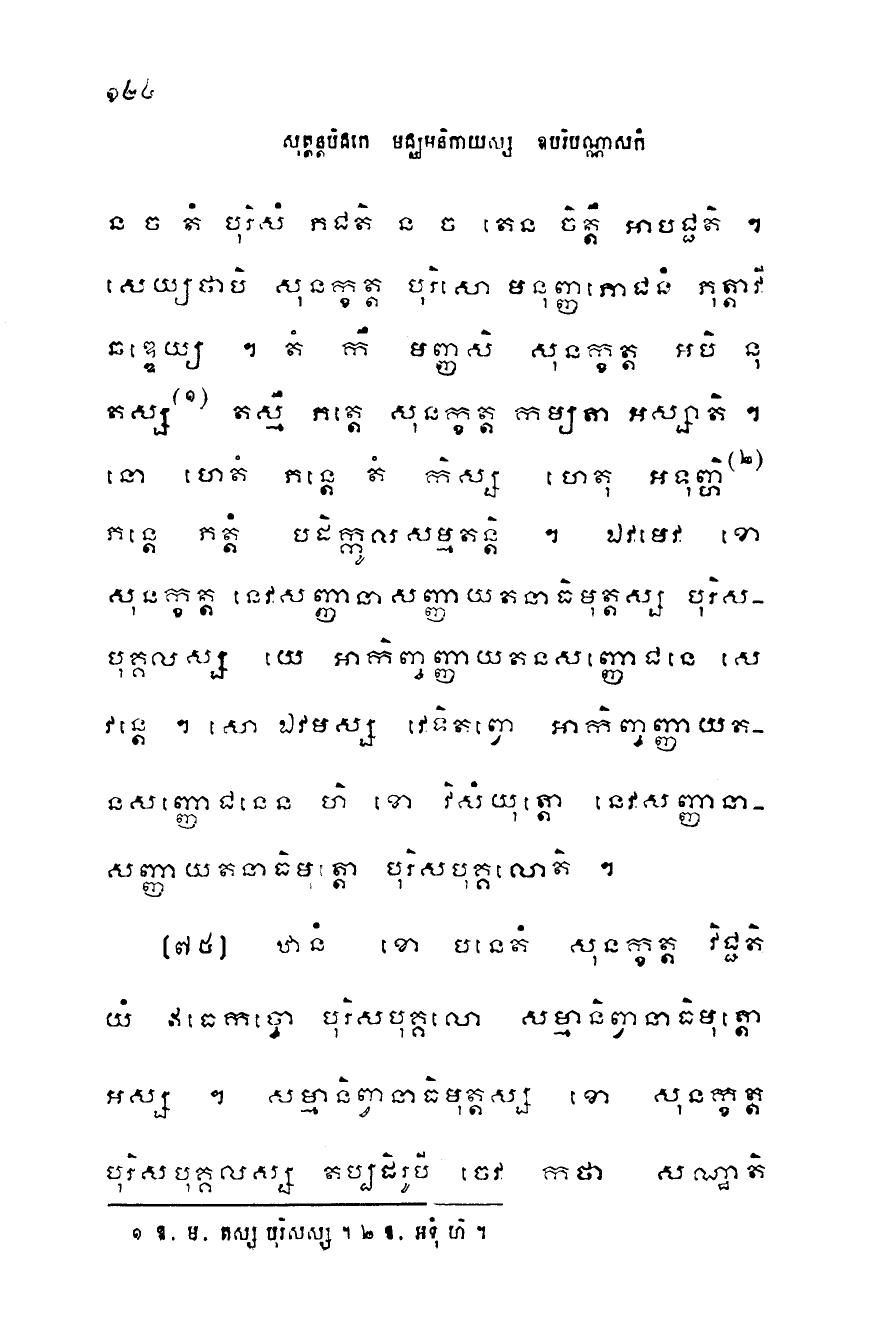 ១២៤
សុត្តន្តបិដកេ មជ្ឈិមនិកាយស្ស ឧបរិបណ្ណាសកំ
ន ច តំ បុរិសំ ភជតិ ន ច តេន ចិត្តឹ អាបជ្ជតិ ។
សេយ្យថាបិ សុនក្ខត្ត បុរិសោ មនុញ្ញភោជនំ ភុត្តាវី
ឆឌ្ឌេយ្យ ។ តំ កឹ មញ្ញសិ សុនក្ខត្ត អបិ នុ
តស្ស(១) តស្មឹ ភត្តេ សុនក្ខត្ត កម្យតា អស្សាតិ ។
នោ ហេតំ ភន្តេ តំ កិស្ស ហេតុ អទុញ្ហិ(២)
ភន្តេ ភត្តំ បដិក្កូលសម្មតន្តិ ។ ឯវមេវ ខោ
សុនក្ខត្ត នេវសញ្ញានាសញ្ញាយតនាធិមុត្តស្ស បុរិស-
បុគ្គលស្ស យេ អាកិញ្ចញ្ញាយតនសញ្ញោជនេ សេ
វន្តេ ។ សោ ឯវមស្ស វេទិតព្វោ អាកិញ្ចញ្ញាយត-
នសញ្ញោជនេន ហិ ខោ វិសំយុត្តោ នេវសញ្ញានា-
សញ្ញាយតនាធិមុត្តោ បុរិសបុគ្គលោតិ ។
[៧៥] ឋានំ ខោ បនេតំ សុនក្ខត្ត វិជ្ជតិ
យំ ឥធេកច្ចោ បុរិសបុគ្គលោ សម្មានិព្វានាធិមុត្តោ
អស្ស ។ សម្មានិព្វានាធិមុត្តស្ស ខោ សុនក្ខត្ត
បុរិសបុគ្គលស្ស តប្បដិរូបី ចេវ កថា សណ្ឋាតិ
១ ឱ. ម. តស្ស បុរិសស្ស ។ ២ ឱ. អទុំ ហិ ។